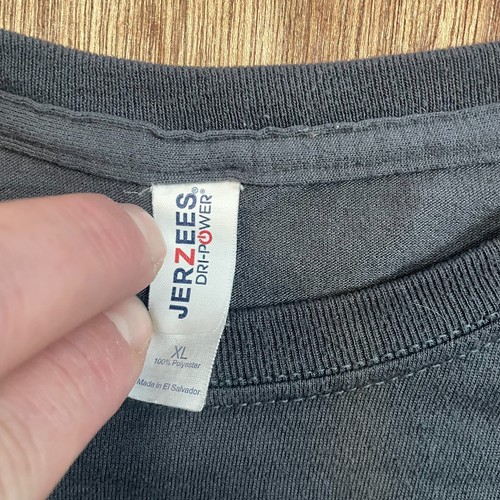 JERZEES®
DRI-POWER®
XL
100% Polyester
Made in El Salvador